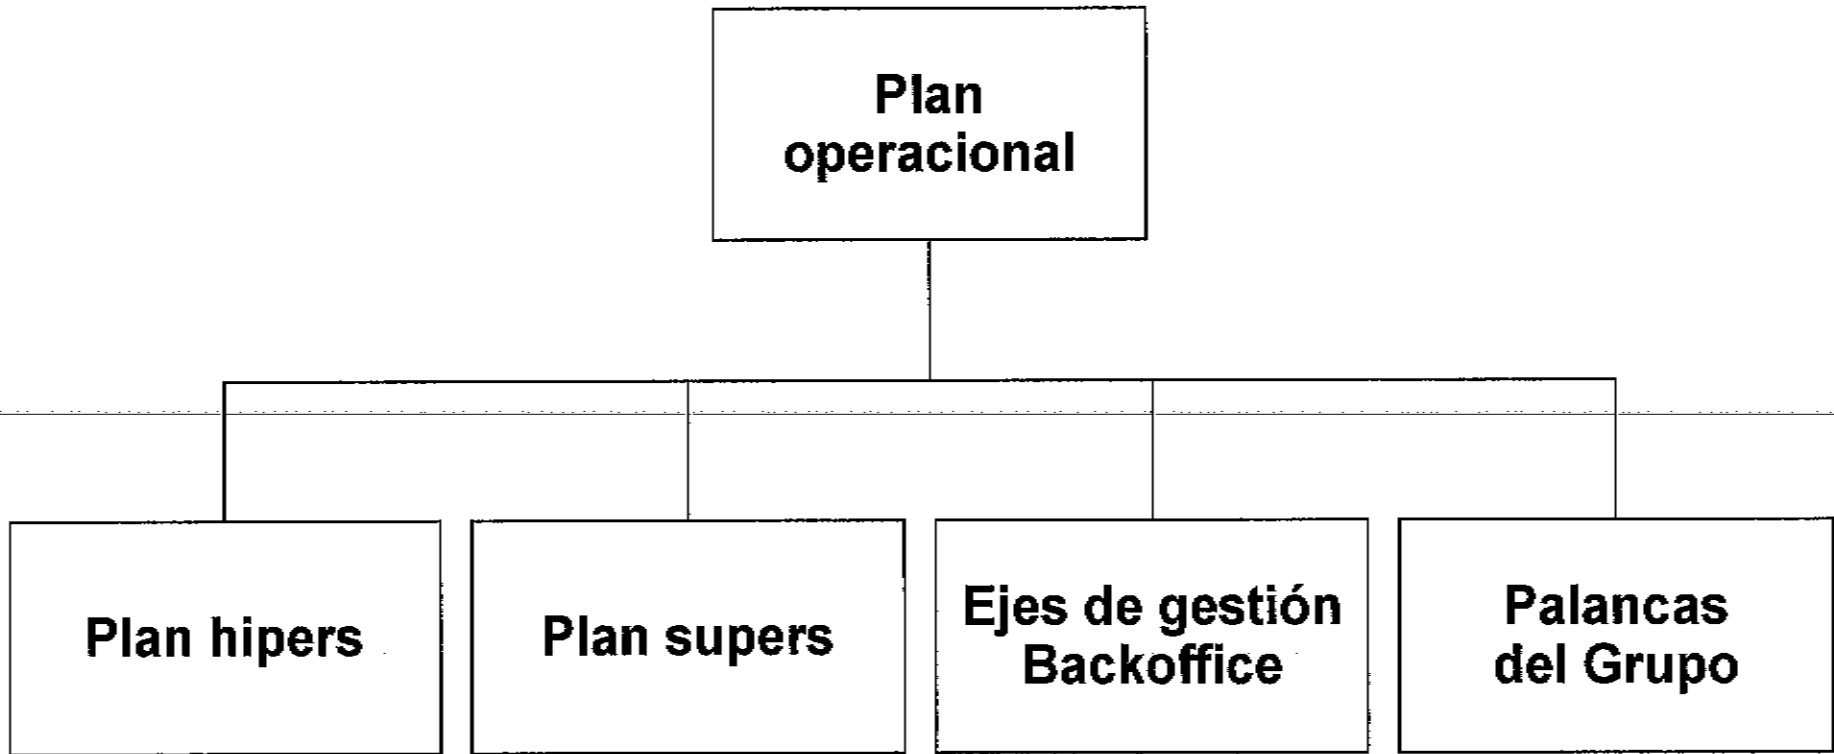 Plan
operacional
Plan hipers
Plan supers
Ejes de gestión
Backoffice
Palancas
del Grupo